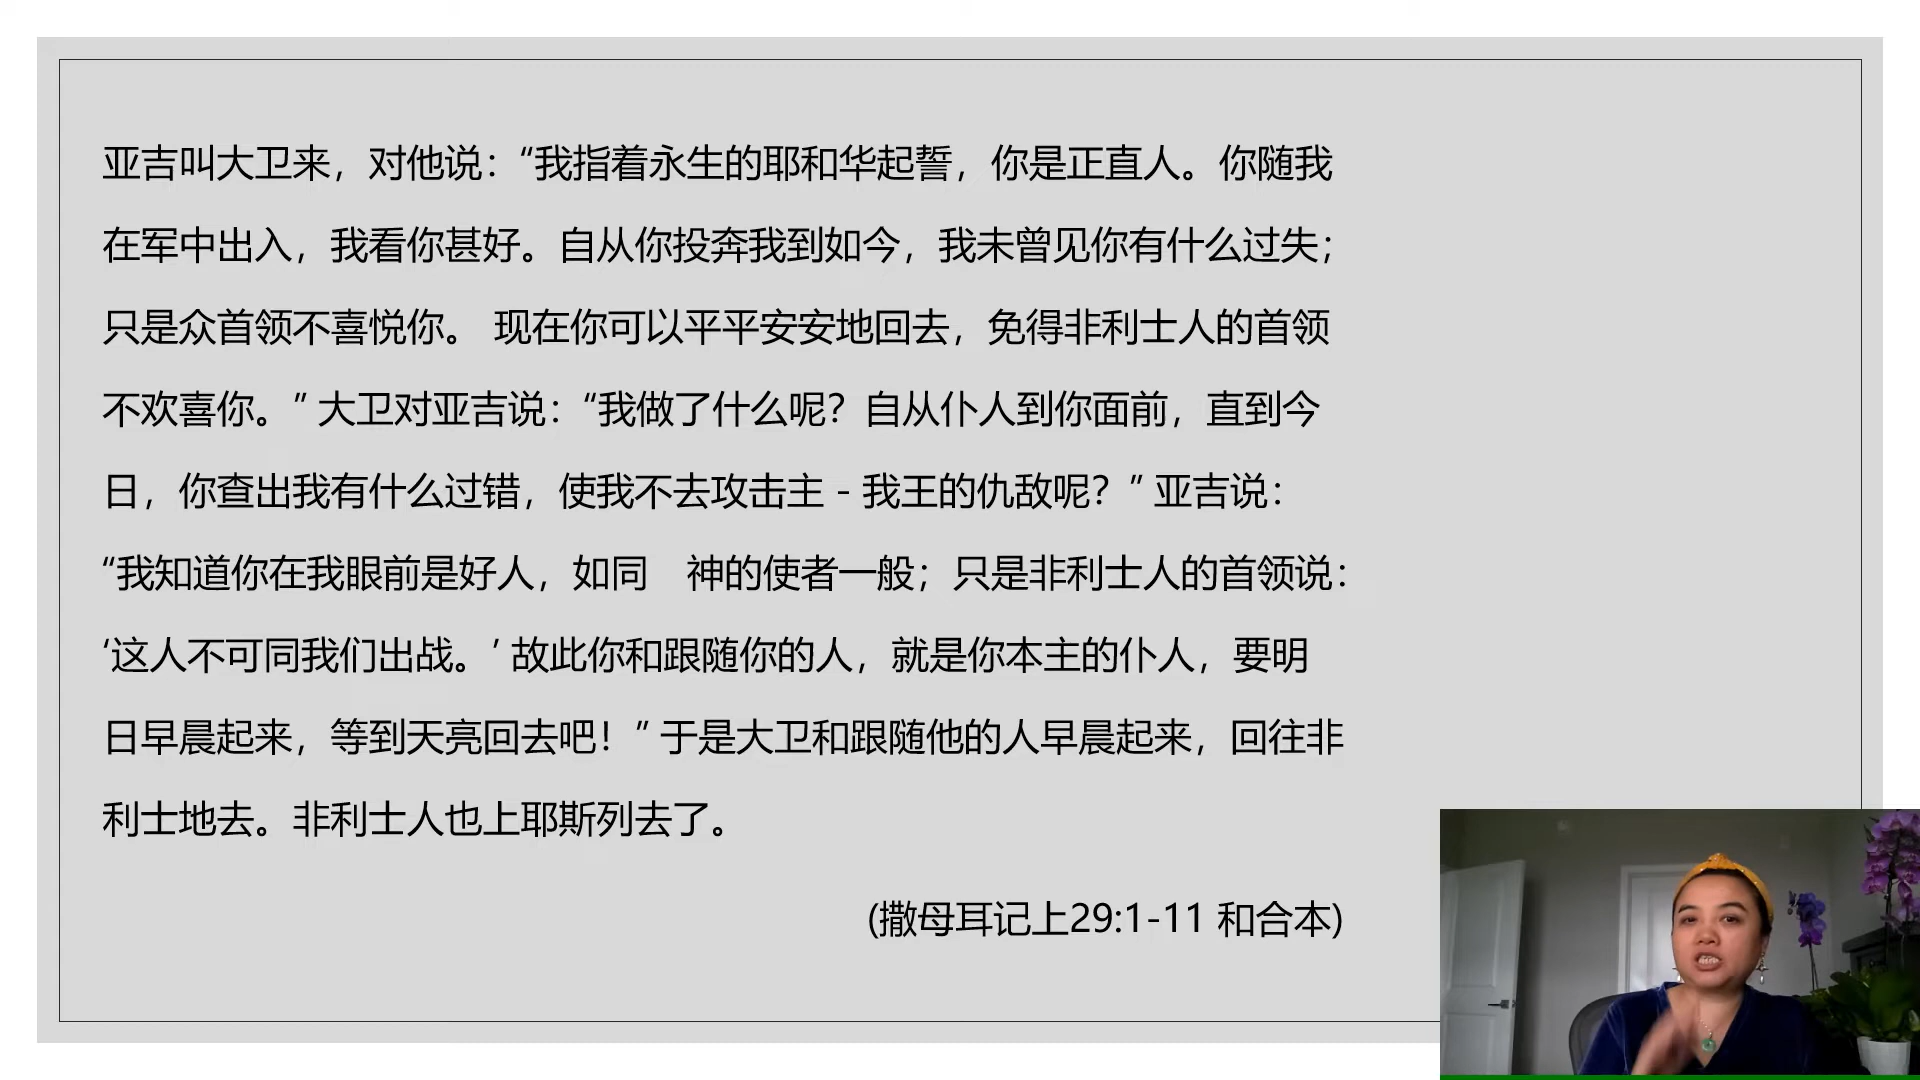 亚吉叫大卫来，对他说：“我指着永生的耶和华起誓，你是正直人。你随我
在军中出入，我看你甚好。自从你投奔我到如今，我未曾见你有什么过失；
只是众首领不喜悦你。 现在你可以平平安安地回去，免得非利士人的首领
不欢喜你。” 大卫对亚吉说：“我做了什么呢？自从仆人到你面前，直到今
日，你查出我有什么过错，使我不去攻击主 - 我王的仇敌呢？” 亚吉说：
“我知道你在我眼前是好人，如同　神的使者一般；只是非利士人的首领说：
‘这人不可同我们出战。’ 故此你和跟随你的人，就是你本主的仆人，要明
日早晨起来，等到天亮回去吧！” 于是大卫和跟随他的人早晨起来，回往非
利士地去。非利士人也上耶斯列去了。
(撒母耳记上29:1-11 和合本)